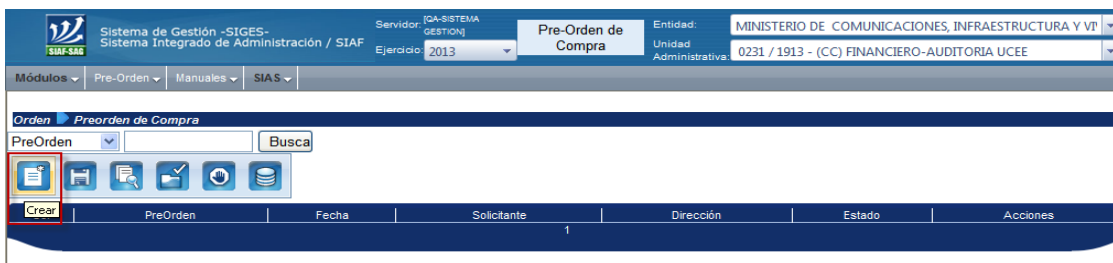 SIAF-SAG
Sistema de Gestión -SIGES-
Sistema Integrado de Administración / SIAF
Servidor: [QA-SISTEMA GESTION]
Ejercicio: 2013
Pre-Orden de Compra
Entidad: MINISTERIO DE COMUNICACIONES, INFRAESTRUCTURA Y VI
Unidad Administrativa: 0231 / 1913 - (CC) FINANCIERO-AUDITORIA UCEE
Módulos Pre-Orden Manuales SIAS
Orden Preorden de Compra
PreOrden Busca
Crear
PreOrden Fecha Solicitante Dirección Estado Acciones
1